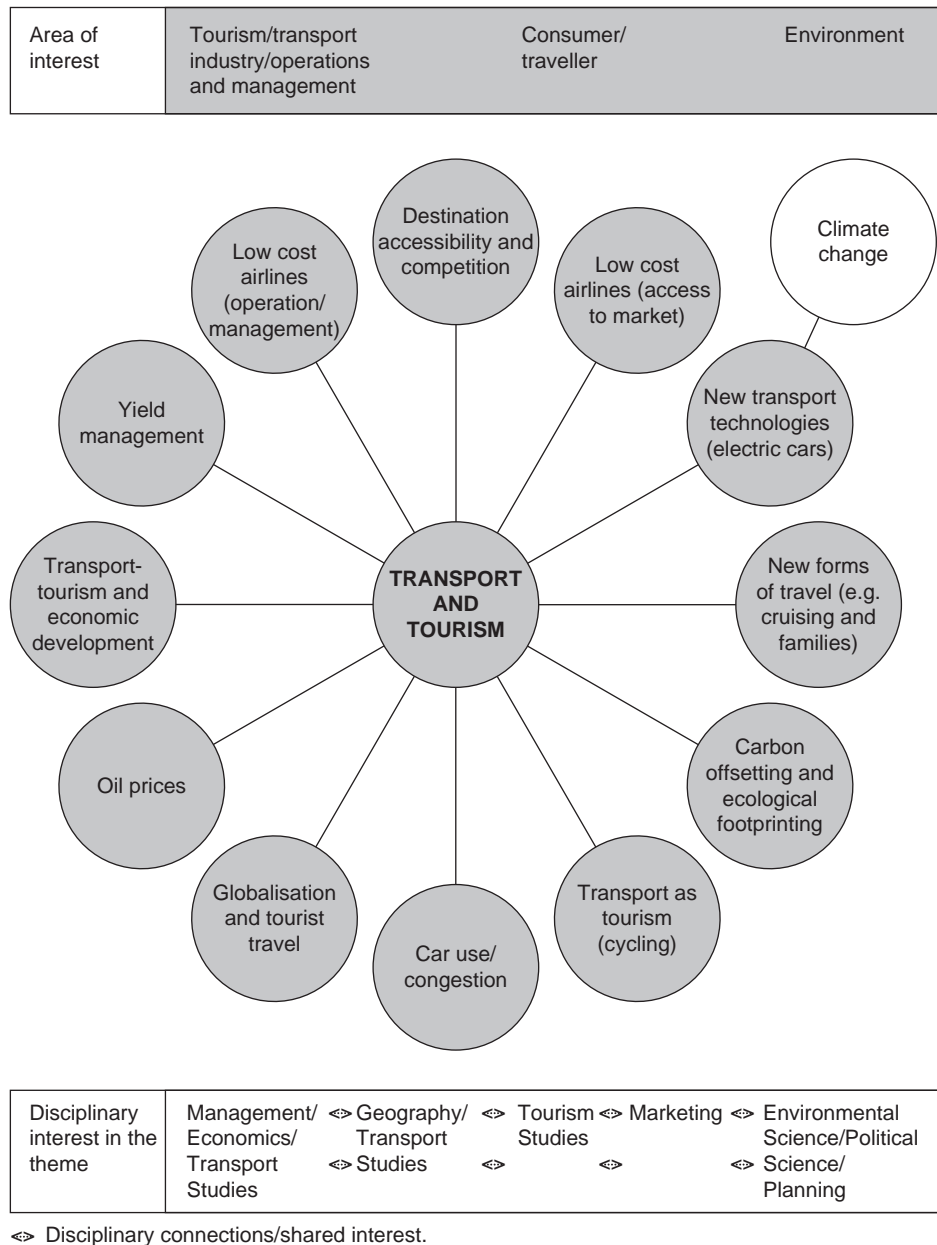 Area of
interest
Tourism/transport
industry/operations
and management
Consumer/
traveller
Environment
Destination
accessibility and
competition
Climate
change
Low cost
airlines
(operation/
management)
Low cost
airlines (access
to market)
Yield
management
New transport
technologies
(electric cars)
Transport-
tourism and
economic
development
TRANSPORT
AND
TOURISM
New forms
of travel (e.g.
cruising and
families)
Oil prices
Carbon
offsetting and
ecological
footprinting
Globalisation
and tourist
travel
Car use/
congestion
Transport as
tourism
(cycling)
Disciplinary
interest in the
theme
Management/
Economics/
Transport
Studies
Geography/
Transport
Studies
Tourism
Studies
Marketing
Environmental
Science/Political
Science/
Planning
<⋯> Disciplinary connections/shared interest.